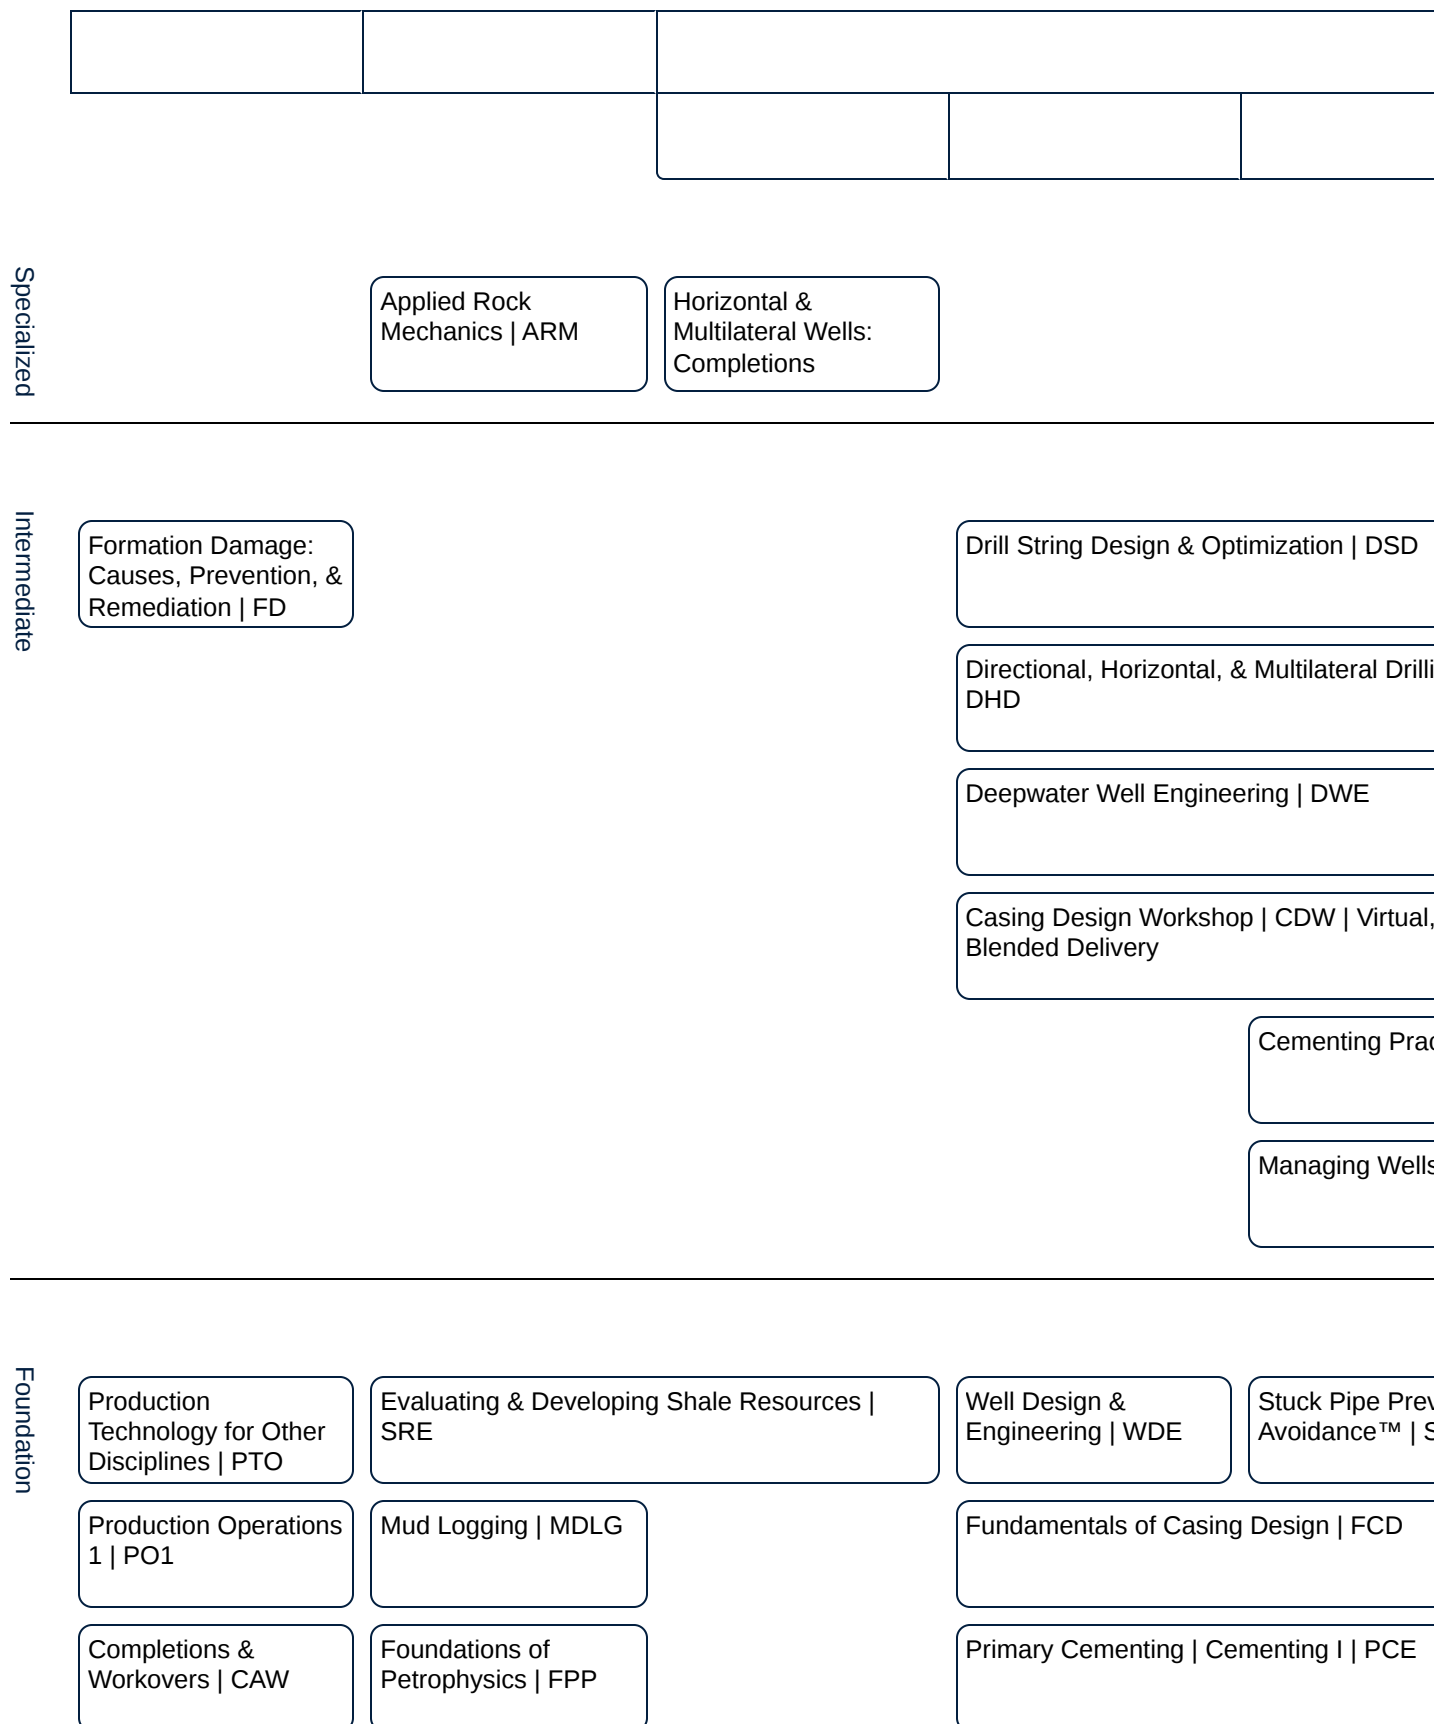 Specialized
Applied Rock
Mechanics | ARM
Horizontal &
Multilateral Wells:
Completions
Intermediate
Formation Damage:
Causes, Prevention, &
Remediation | FD
Drill String Design & Optimization | DSD
Directional, Horizontal, & Multilateral
DHD
Deepwater Well Engineering | DWE
Casing Design Workshop | CDW | Virtual,
Blended Delivery
Cementing
Managing Wells
Foundation
Production
Technology for Other
Disciplines | PTO
Evaluating & Developing Shale Resources |
SRE
Well Design &
Engineering | WDE
Stuck Pipe
Avoidance™ |
Production Operations
1 | PO1
Mud Logging | MDLG
Fundamentals of Casing Design | FCD
Completions &
Workovers | CAW
Foundations of
Petrophysics | FPP
Primary Cementing | Cementing I | PCE